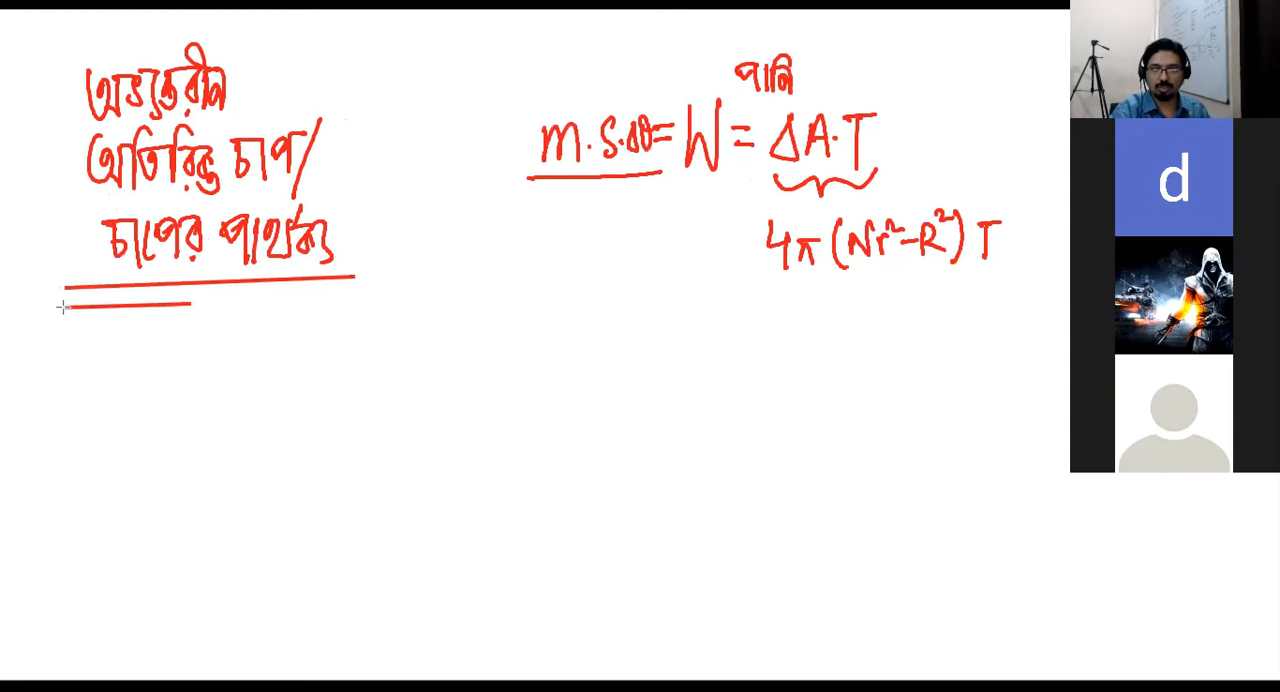 অভ্যন্তরীন
অতিরিক্ত চাপ/
চাপের পার্থক্য
পানি
m.S.Δθ = W = ΔA.T
4π(Nr²-R²)T
d